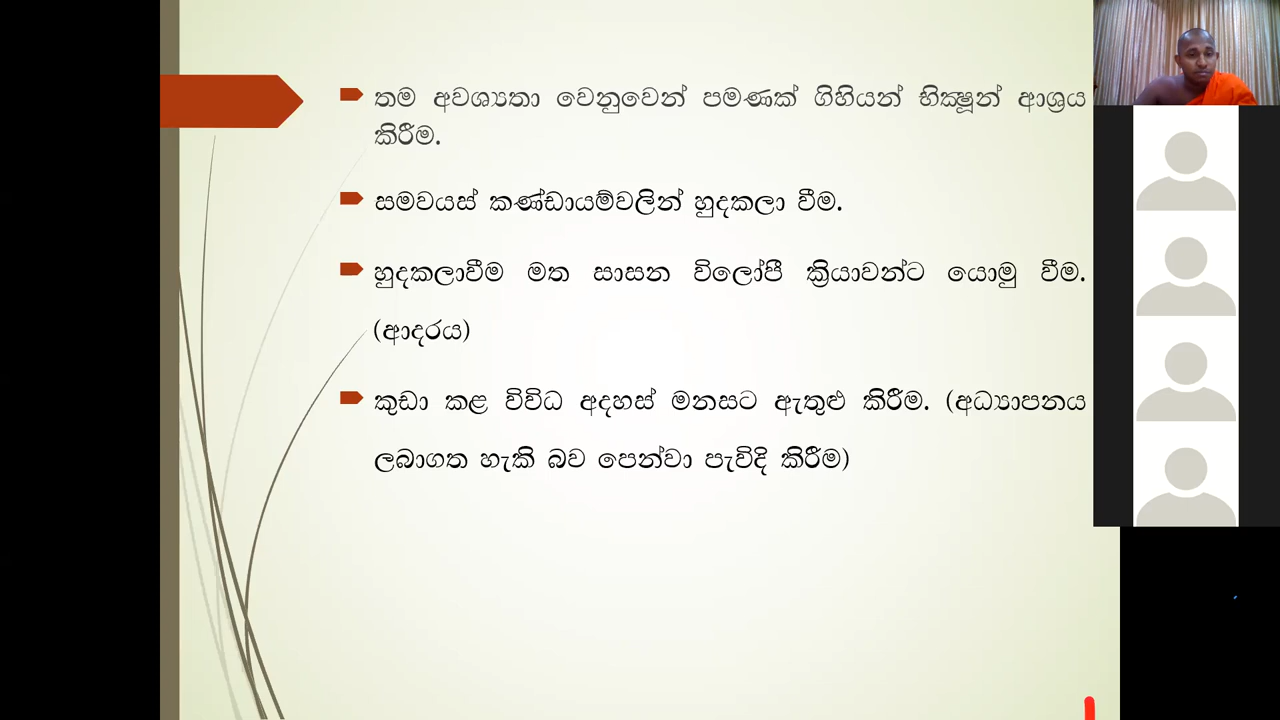 තම අවශ්‍යතා වෙනුවෙන් පමණක් ගිහියන් භික්ෂූන් ආශ්‍රය
කිරීම.
සමවයස් කණ්ඩායම්වලින් හුදකලා වීම.
හුදකලාවීම මත සාසන විලෝපී ක්‍රියාවන්ට යොමු වීම.
(ආදරය)
කුඩා කළ විවිධ අදහස් මනසට ඇතුළු කිරීම. (අධ්‍යාපනය
ලබාගත හැකි බව පෙන්වා පැවිදි කිරීම)